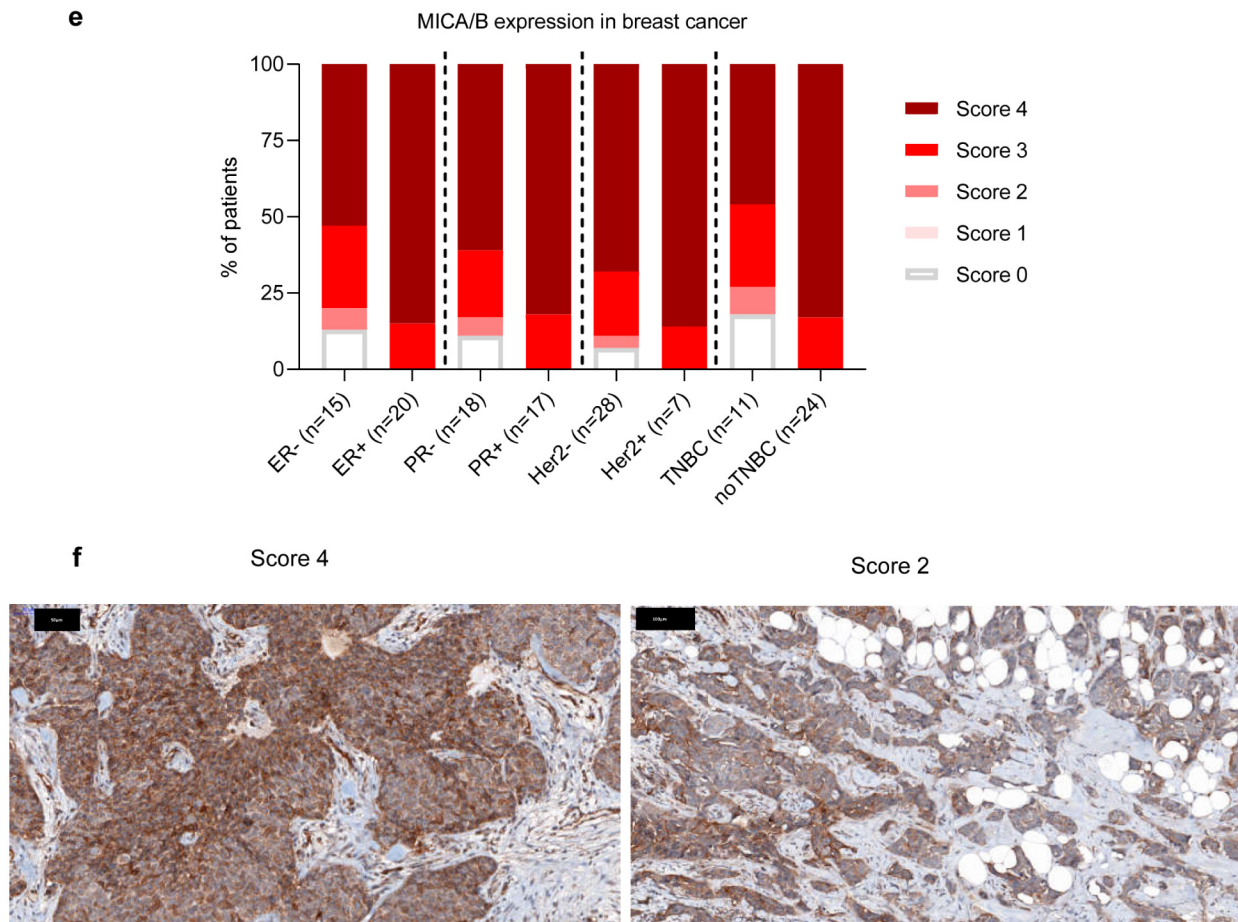 e
MICA/B expression in breast cancer
% of patients
100
75
50
25
0
ER- (n=15)
ER+ (n=20)
PR- (n=18)
PR+ (n=17)
Her2- (n=28)
Her2+ (n=7)
TNBC (n=11)
noTNBC (n=24)
Score 4
Score 3
Score 2
Score 1
Score 0
f
Score 4
Score 2
50µm
100µm